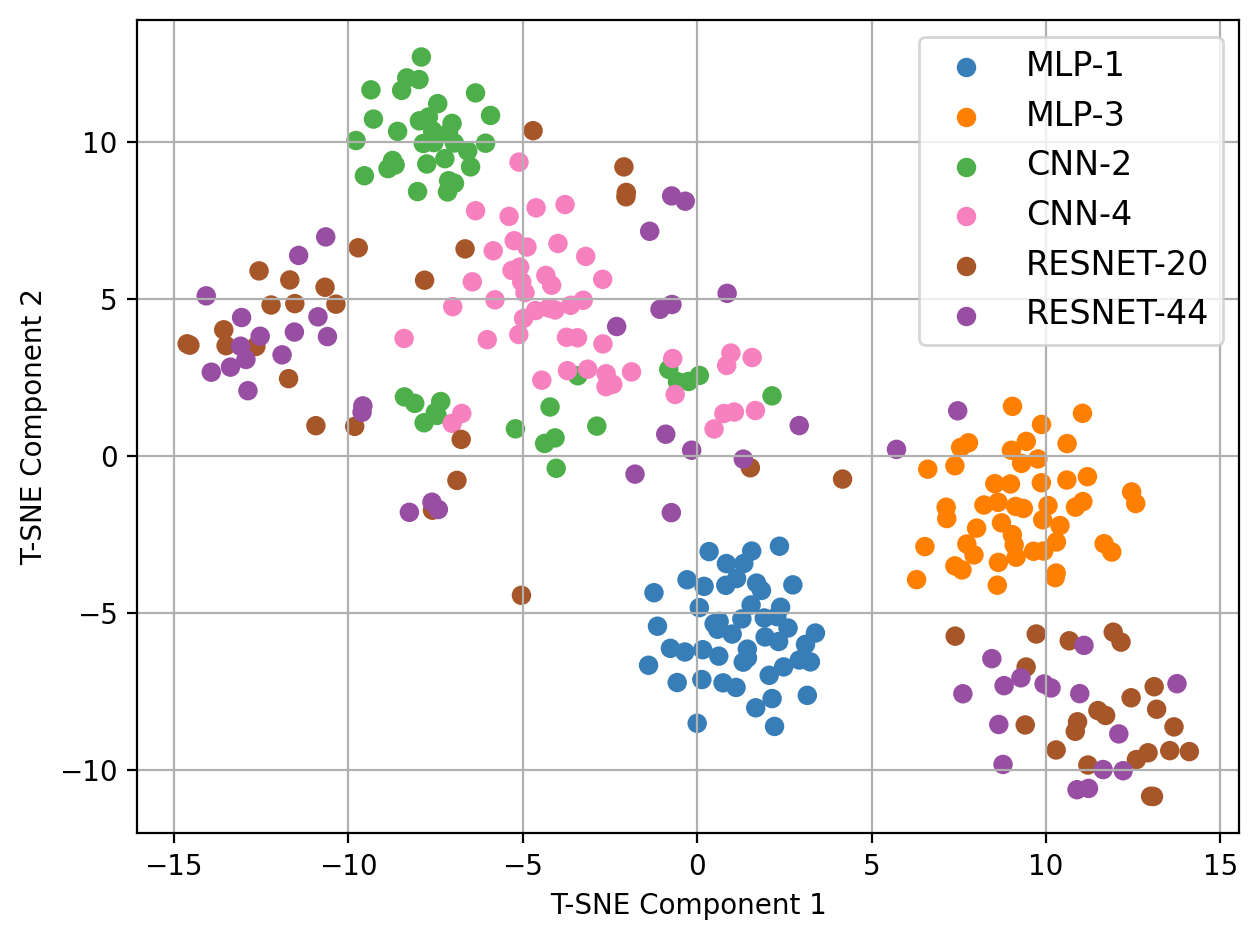 MLP-1
MLP-3
CNN-2
CNN-4
RESNET-20
RESNET-44
10
5
0
−5
−10
T-SNE Component 2
−15 −10 −5 0 5 10 15
T-SNE Component 1